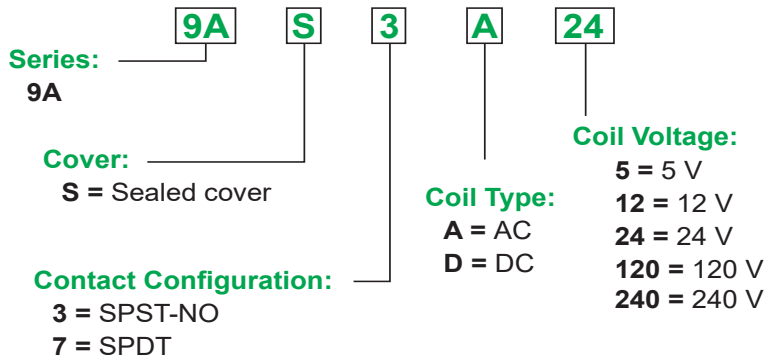 9A S 3 A 24
Series:
9A
Cover:
S = Sealed cover
Contact Configuration:
3 = SPST-NO
7 = SPDT
Coil Type:
A = AC
D = DC
Coil Voltage:
5 = 5 V
12 = 12 V
24 = 24 V
120 = 120 V
240 = 240 V